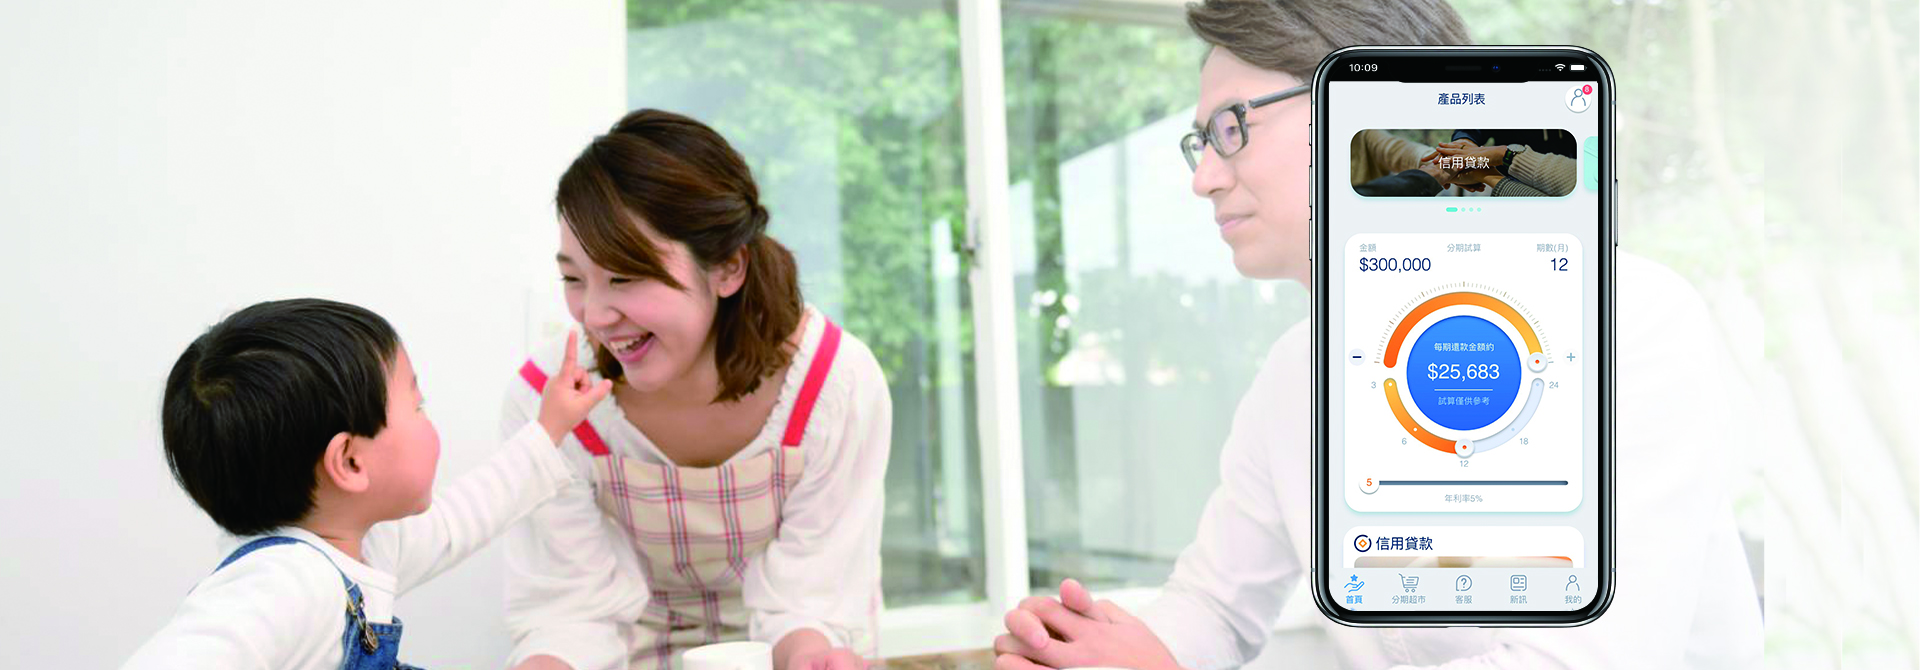 10:09
產品列表
8
信用貸款
金額 分期試算 期數(月)
$300,000 12
每期還款金額約
$25,683
試算僅供參考
3 24
6 18
12
5
年利率5%
信用貸款
首頁 分期超市 客服 新訊 我的